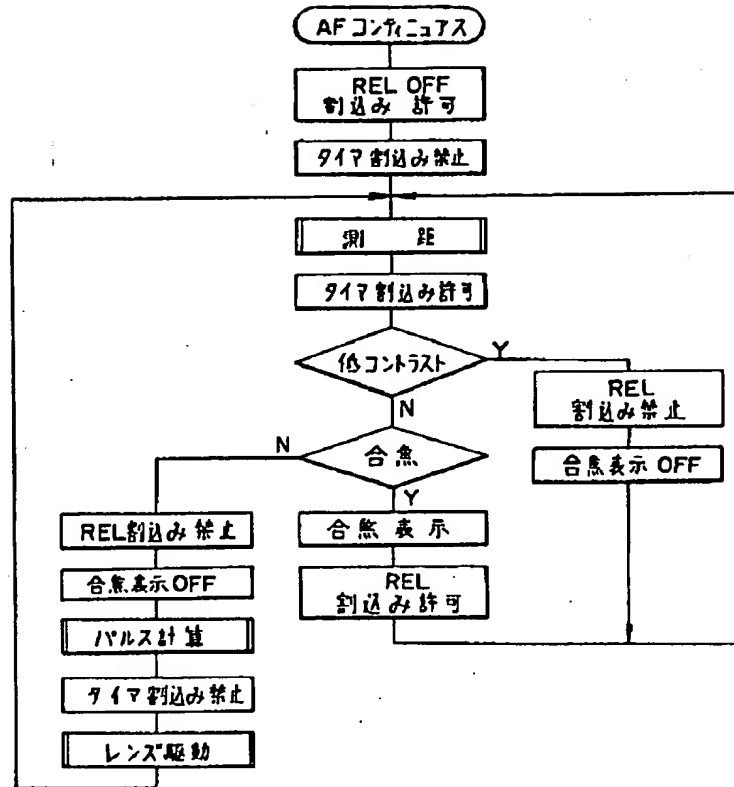 AFコンティニュアス
REL OFF
割込み 許可
タイマ割込み禁止
測 距
タイマ割込み許可
低コントラスト
Y
N
REL
割込み禁止
合焦表示 OFF
合焦
N
Y
合焦表示
REL
割込み許可
REL割込み禁止
合焦表示OFF
パルス計算
タイマ割込み禁止
レンズ駆動